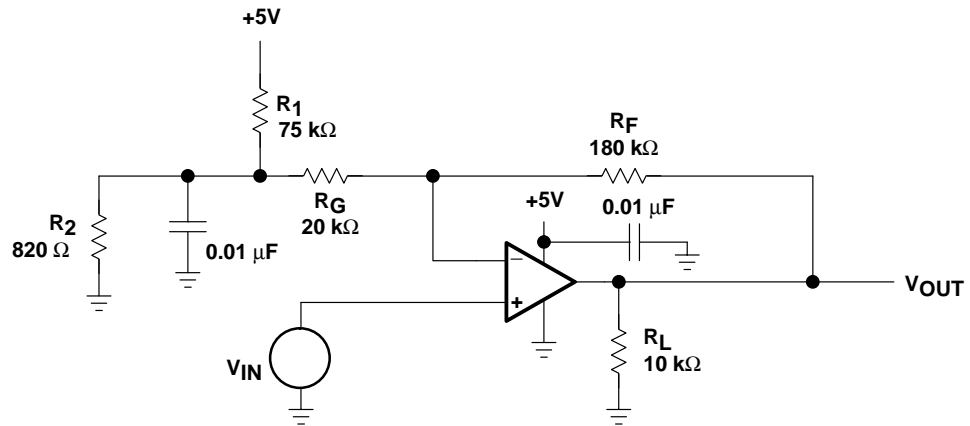 +5V
R1
75 kΩ
RF
180 kΩ
+5V
0.01 μF
RG
20 kΩ
R2
820 Ω
0.01 μF
−
+
VOUT
VIN
RL
10 kΩ